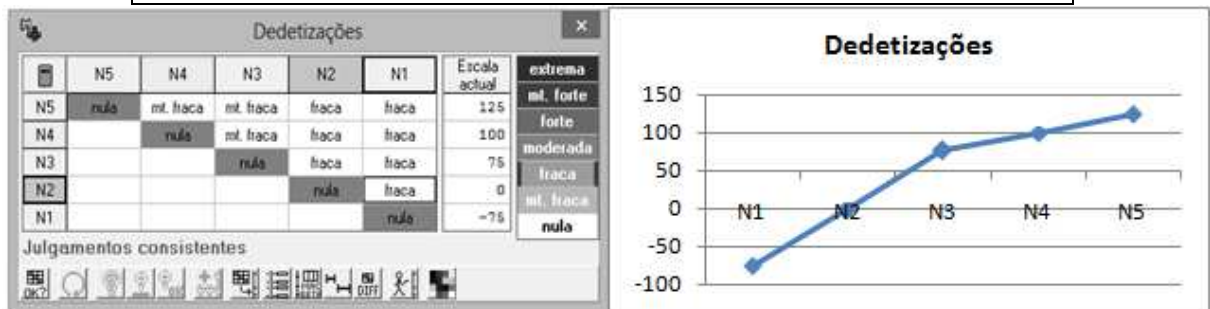 Dedetizações
N5 N4 N3 N2 N1 Escala actual extrema
N5 nula mt. fraca mt. fraca fraca fraca 125 mt. forte
forte
N4 nula mt. fraca fraca fraca 100
moderada
N3 nula fraca fraca 75
fraca
N2 nula fraca 0
mt. fraca
N1 nula -75
nula
Julgamentos consistentes
OK? DIFF
Dedetizações
150
100
50
0
-50
-100
N1 N2 N3 N4 N5